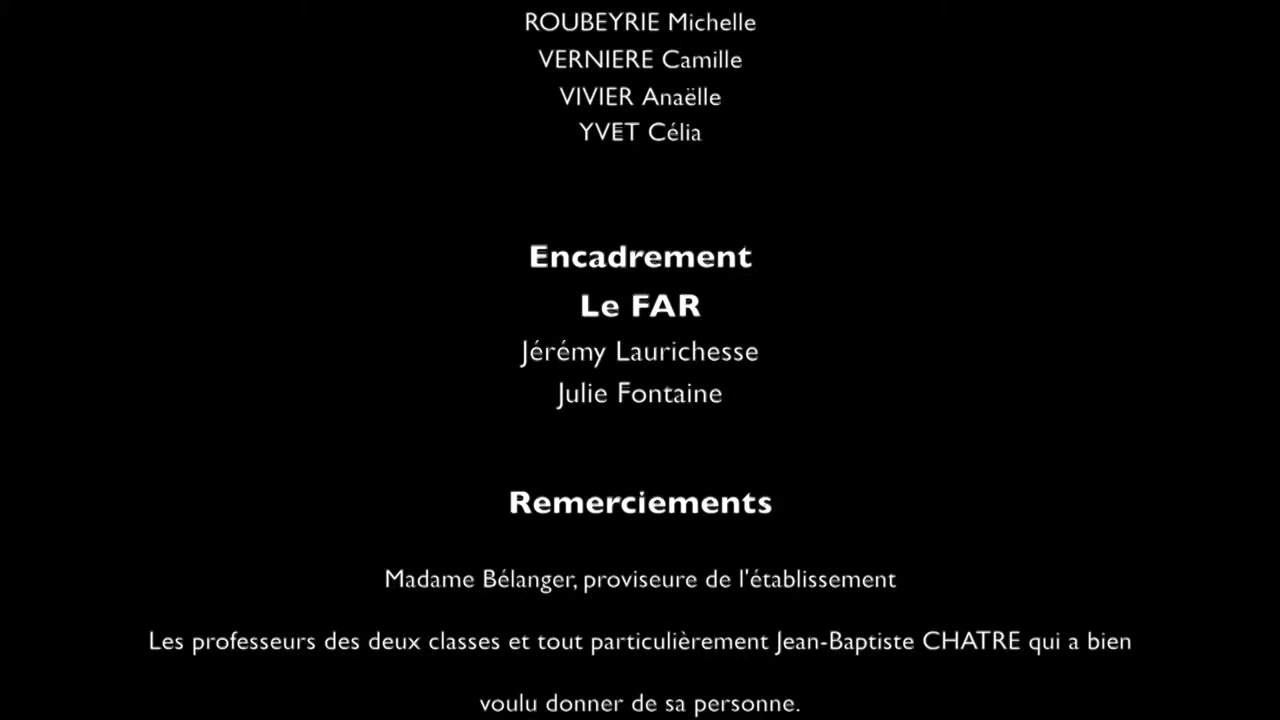 ROUBEYRIE Michelle
VERNIERE Camille
VIVIER Anaëlle
YVET Célia
Encadrement
Le FAR
Jérémy Laurichesse
Julie Fontaine
Remerciements
Madame Bélanger, proviseure de l'établissement
Les professeurs des deux classes et tout particulièrement Jean-Baptiste CHATRE qui a bien
voulu donner de sa personne.